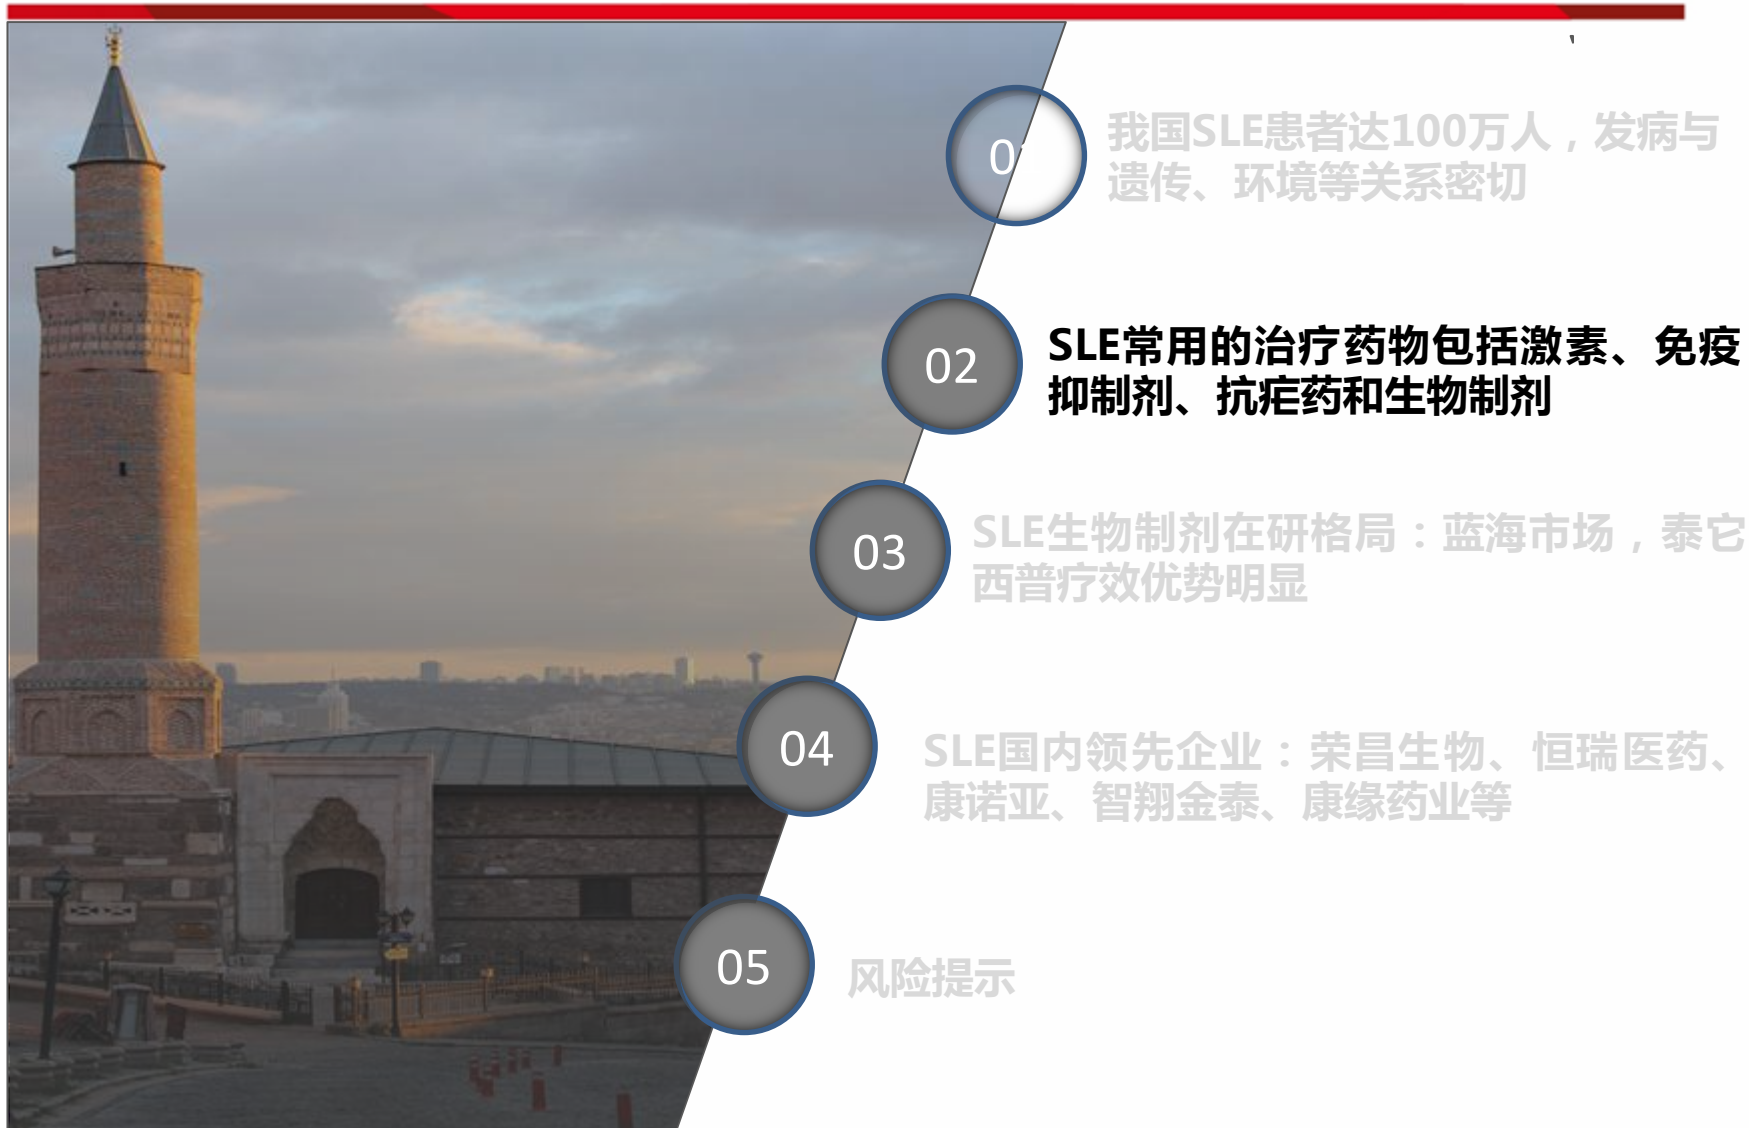 01
我国SLE患者达100万人，发病与
遗传、环境等关系密切
02
SLE常用的治疗药物包括激素、免疫
抑制剂、抗疟药和生物制剂
03
SLE生物制剂在研格局：蓝海市场，泰它
西普疗效优势明显
04
SLE国内领先企业：荣昌生物、恒瑞医药、
康诺亚、智翔金泰、康缘药业等
05
风险提示